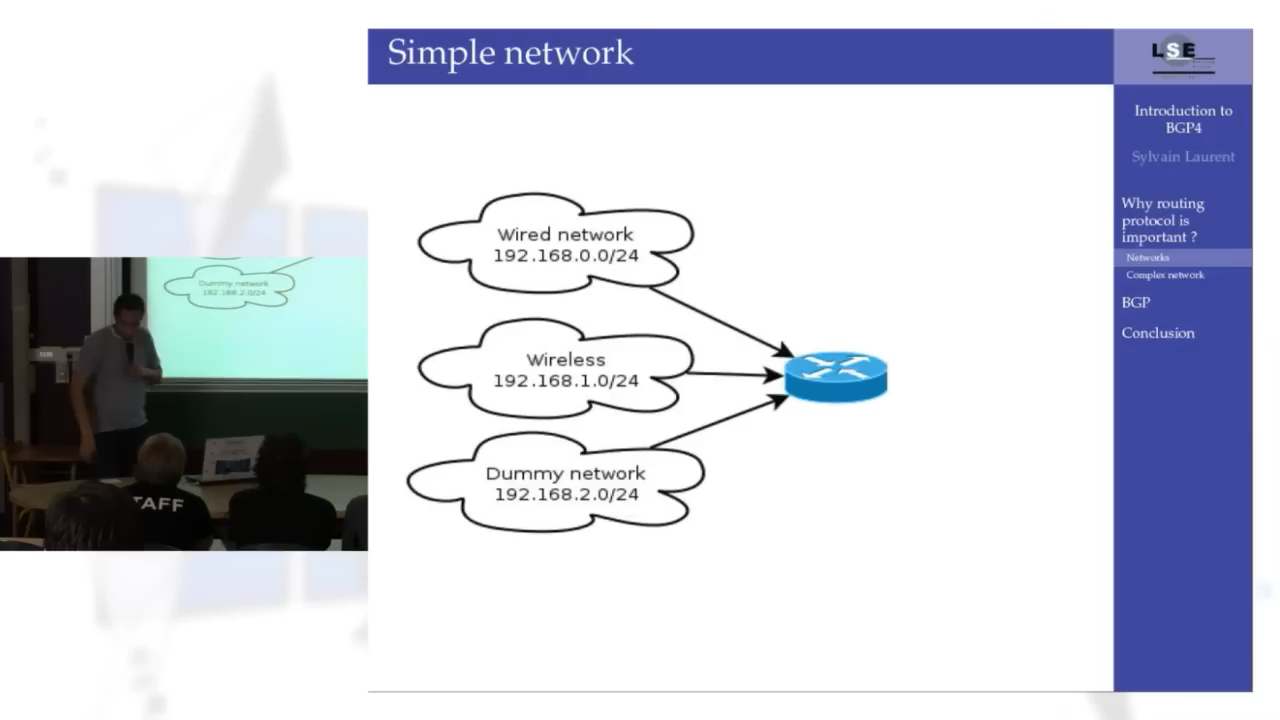 Simple network
LSE
Introduction to
BGP4
Sylvain Laurent
Why routing
protocol is
important ?
Networks
Complex network
BGP
Conclusion
Wired network
192.168.0.0/24
Wireless
192.168.1.0/24
Dummy network
192.168.2.0/24
Dummy network
192.168.2.0/24
TAFF